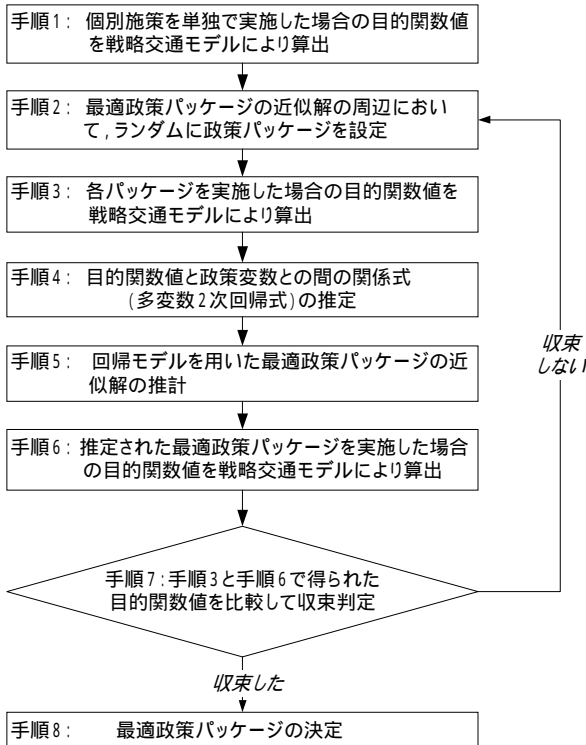 手順1： 個別施策を単独で実施した場合の目的関数値
を戦略交通モデルにより算出
手順2： 最適政策パッケージの近似解の周辺におい
て，ランダムに政策パッケージを設定
手順3： 各パッケージを実施した場合の目的関数値を
戦略交通モデルにより算出
手順4： 目的関数値と政策変数との間の関係式
(多変数2次回帰式)の推定
手順5： 回帰モデルを用いた最適政策パッケージの近
似解の推計
手順6：推定された最適政策パッケージを実施した場合
の目的関数値を戦略交通モデルにより算出
収束
しない
手順7：手順3と手順6で得られた
目的関数値を比較して収束判定
収束した
手順8： 最適政策パッケージの決定